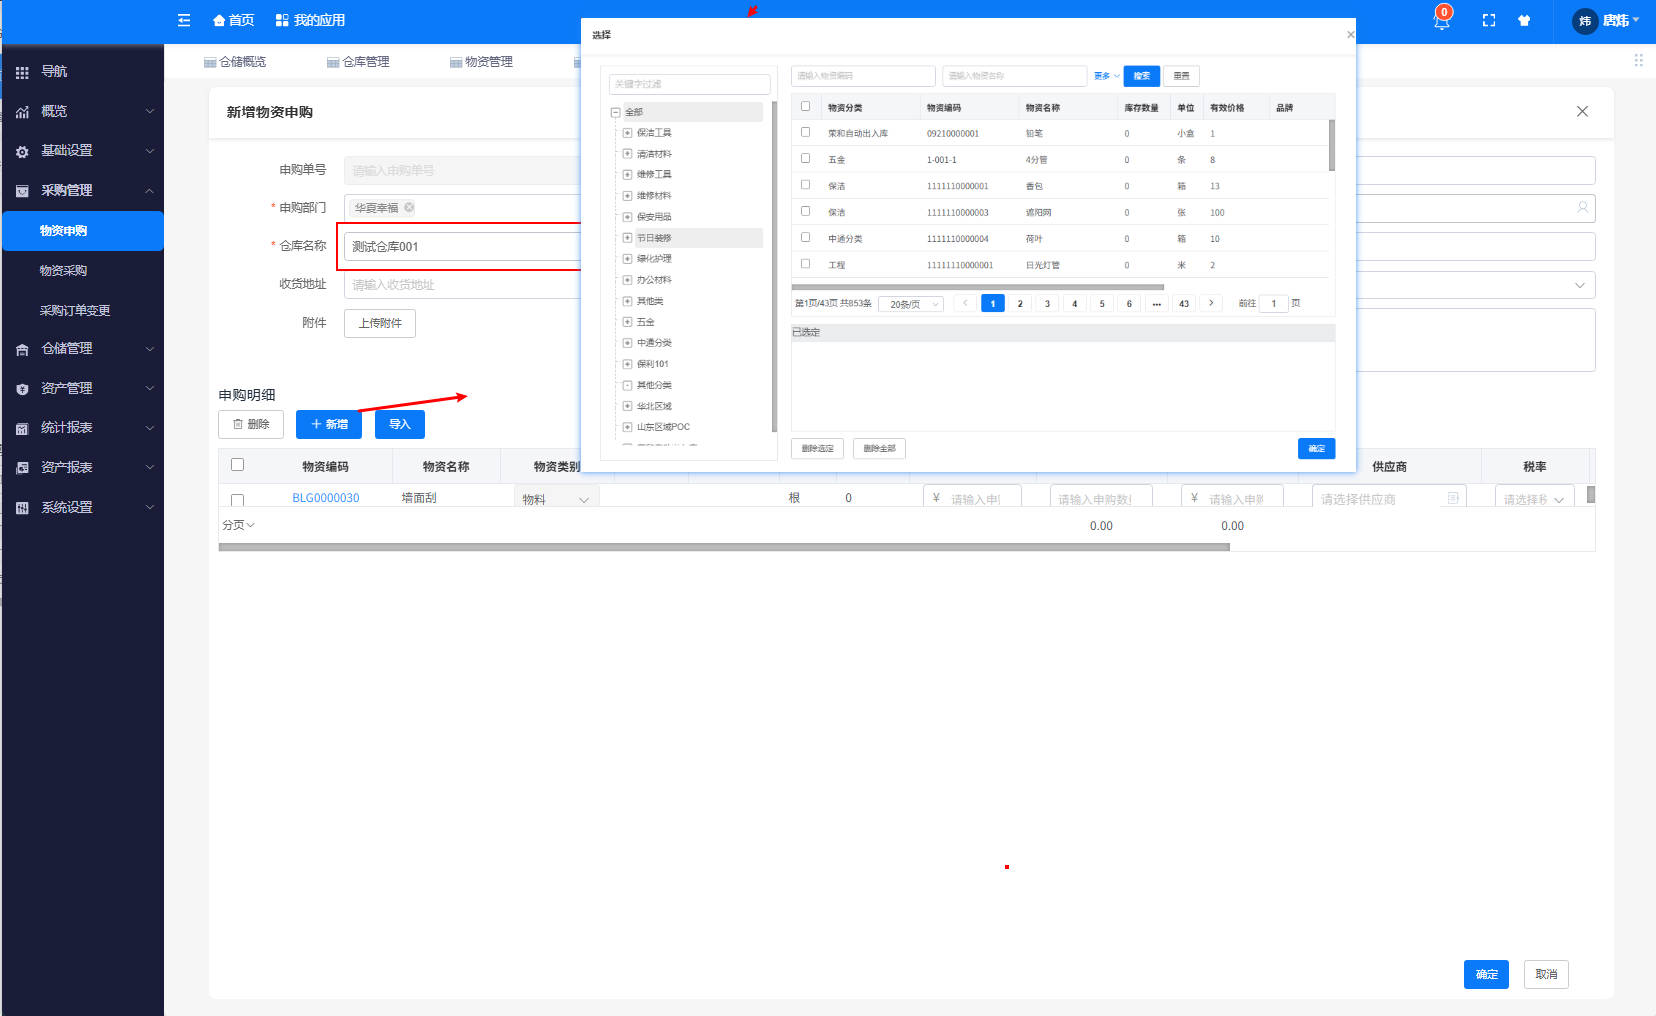 首页 我的应用
0
炜 唐炜
导航
概览
基础设置
采购管理
物资申购
物资采购
采购订单变更
仓储管理
资产管理
统计报表
资产报表
系统设置
仓储概览 仓库管理 物资管理
新增物资申购
申购单号 请输入申购单号
* 申购部门 华夏幸福
* 仓库名称 测试仓库001
收货地址 请输入收货地址
附件 上传附件
申购明细
删除 新增 导入
物资编码 物资名称 物资类别 供应商 税率
BLG0000030 墙面刮 物料 根 0 ¥ 请输入申 请输入申购数 ¥ 请输入申购 请选择供应商 请选择税
分页 0.00 0.00
确定 取消
选择
关键字过滤
全部
保洁工具
清洁材料
维修工具
维修材料
保安用品
节日装修
绿化护理
办公材料
其他类
五金
中通分类
保利101
其他分类
华北区域
山东区域POC
请输入物资编码 请输入物资名称 更多 搜索 重置
物资分类 物资编码 物资名称 库存数量 单位 有效价格 品牌
荣和自动出入库 09210000001 铅笔 0 小盒 1
五金 1-001-1 4分管 0 条 8
保洁 1111110000001 香包 0 箱 13
保洁 1111110000003 遮阳网 0 张 100
中通分类 1111110000004 荷叶 0 箱 10
工程 11111110000001 日光灯管 0 米 2
第1页/43页 共853条 20条/页 1 2 3 4 5 6 ••• 43 前往 1 页
已选定
删除选定 删除全部 确定